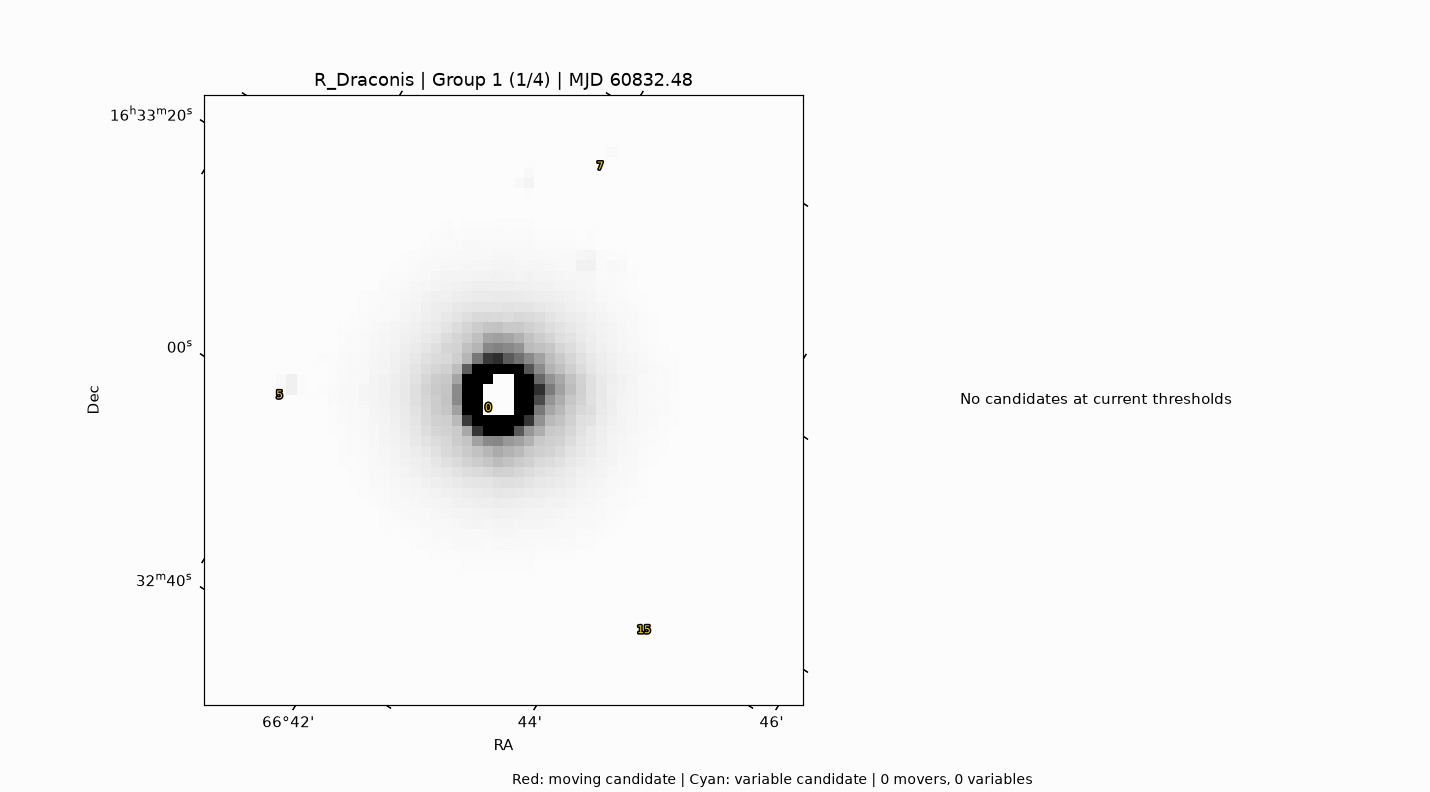 R_Draconis | Group 1 (1/4) | MJD 60832.48
16h33m20s
7
00s
5
0
Dec
No candidates at current thresholds
32m40s
15
66°42'
44'
46'
RA
Red: moving candidate | Cyan: variable candidate | 0 movers, 0 variables